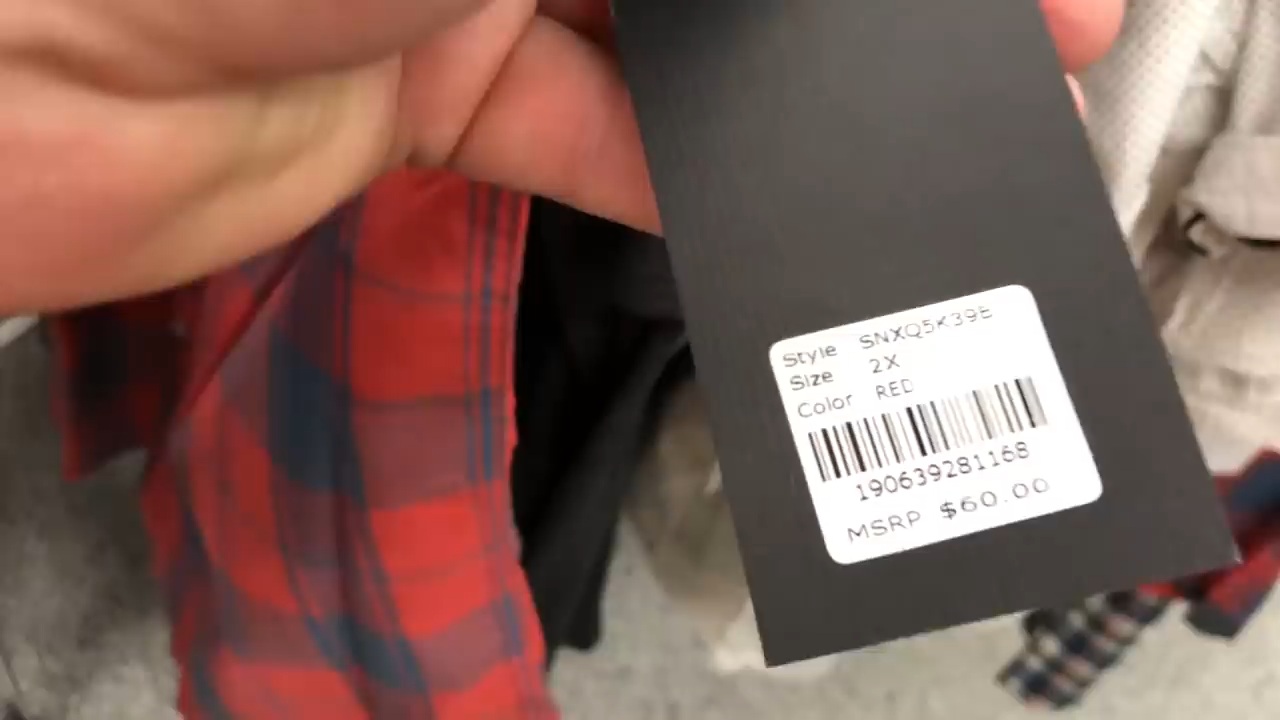 Style SNXQ5K39E
Size 2X
Color RED
190639281168
MSRP $60.00